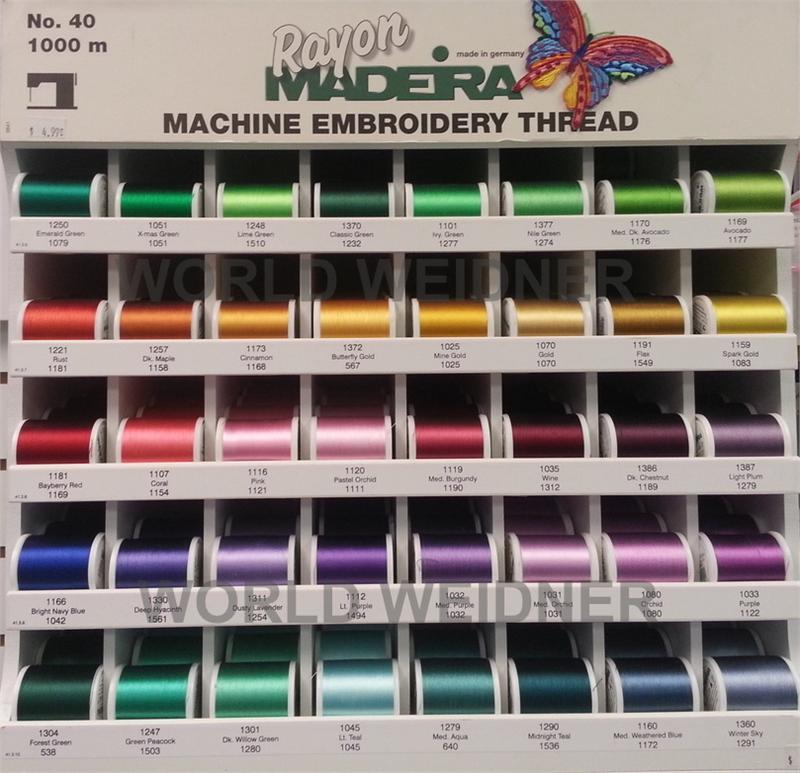 No. 40
1000 m
Rayon
made in germany
MADEIRA
$ 4.99¢
MACHINE EMBROIDERY THREAD
1250 1051 1248 1370 1101 1377 1170 1169
Emerald Green X-mas Green Lime Green Classic Green Ivy. Green Nile Green Med. Dk. Avocado Avocado
1079 1051 1510 1232 1277 1274 1176 1177
WORLD WEIDNER
1221 1257 1173 1372 1025 1070 1191 1159
Rust Dk. Maple Cinnamon Butterfly Gold Mine Gold Gold Flax Spark Gold
1181 1158 1168 567 1025 1070 1549 1083
1181 1107 1116 1120 1119 1035 1386 1387
Bayberry Red Coral Pink Pastel Orchid Med. Burgundy Wine Dk. Chestnut Light Plum
1169 1154 1121 1111 1190 1312 1189 1279
1166 1330 1311 1112 1032 1031 1080 1033
Bright Navy Blue Deep Hyacinth Dusty Lavender Lt. Purple Med. Purple Med. Orchid Orchid Purple
1042 1561 1254 1494 1032 1031 1080 1122
WORLD WEIDNER
1304 1247 1301 1045 1279 1290 1160 1360
Forest Green Green Peacock Dk. Willow Green Lt. Teal Med. Aqua Midnight Teal Med. Weathered Blue Winter Sky
538 1503 1280 1045 640 1536 1172 1291
$